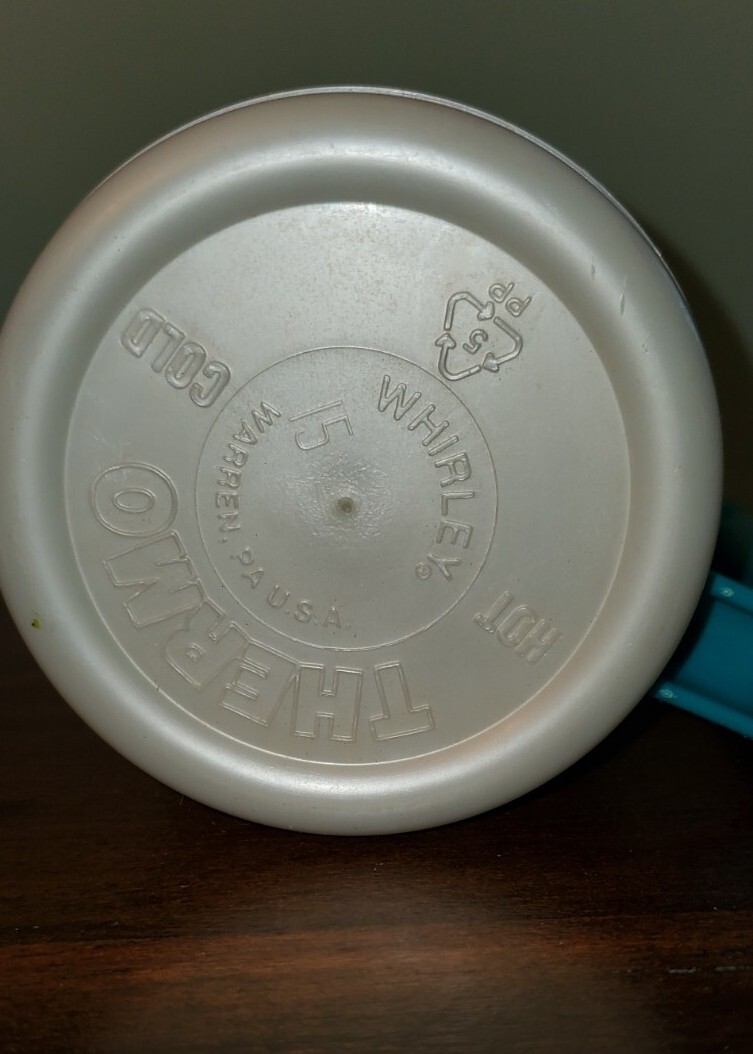 HOT
THERMO
COLD
WHIRLEY®
WARREN, PA U.S.A.
15
5
PP